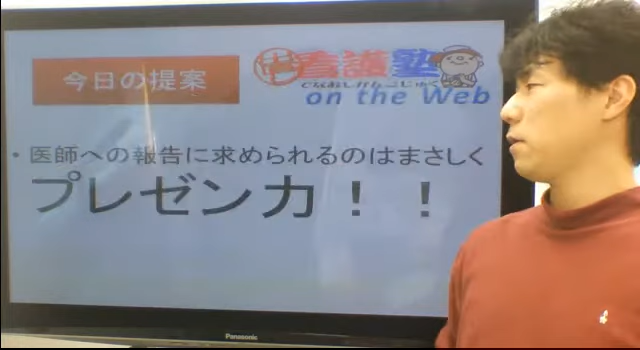 今日の提案
看護塾
on the Web
・医師への報告に求められるのはまさしく
プレゼン力！！
Panasonic